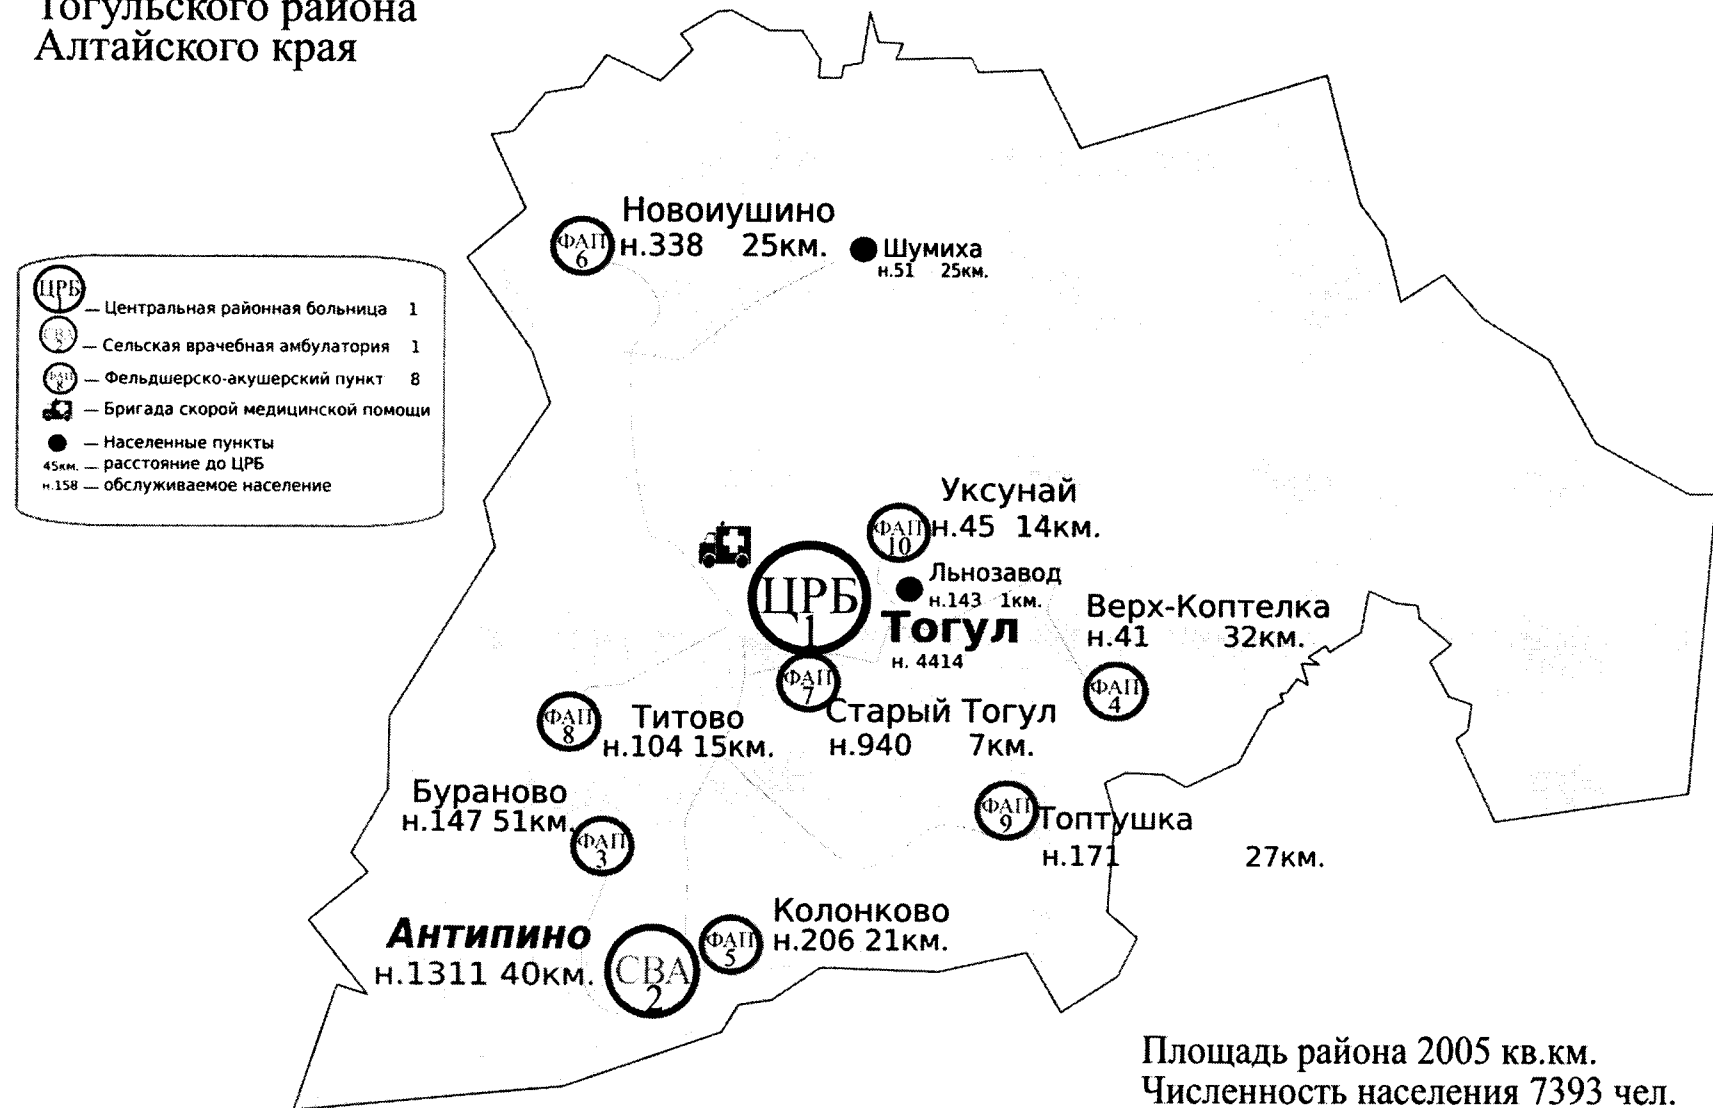 Тогульского района
Алтайского края
Новоиушино
ФАП
6
н.338 25км.
Шумиха
н.51 25км.
ЦРБ
1
— Центральная районная больница 1
СВА
2
— Сельская врачебная амбулатория 1
ФАП
8
— Фельдшерско-акушерский пункт 8
— Бригада скорой медицинской помощи
— Населенные пункты
45км. — расстояние до ЦРБ
н.158 — обслуживаемое население
Уксунай
ФАП
10
н.45 14км.
Льнозавод
н.143 1км.
ЦРБ
1
Тогул
н. 4414
Верх-Коптелка
н.41 32км.
ФАП
4
ФАП
7
Старый Тогул
н.940 7км.
ФАП
8
Титово
н.104 15км.
Бураново
н.147 51км.
ФАП
3
ФАП
9
Топтушка
н.171 27км.
Колонково
н.206 21км.
ФАП
5
Антипино
н.1311 40км.
СВА
2
Площадь района 2005 кв.км.
Численность населения 7393 чел.